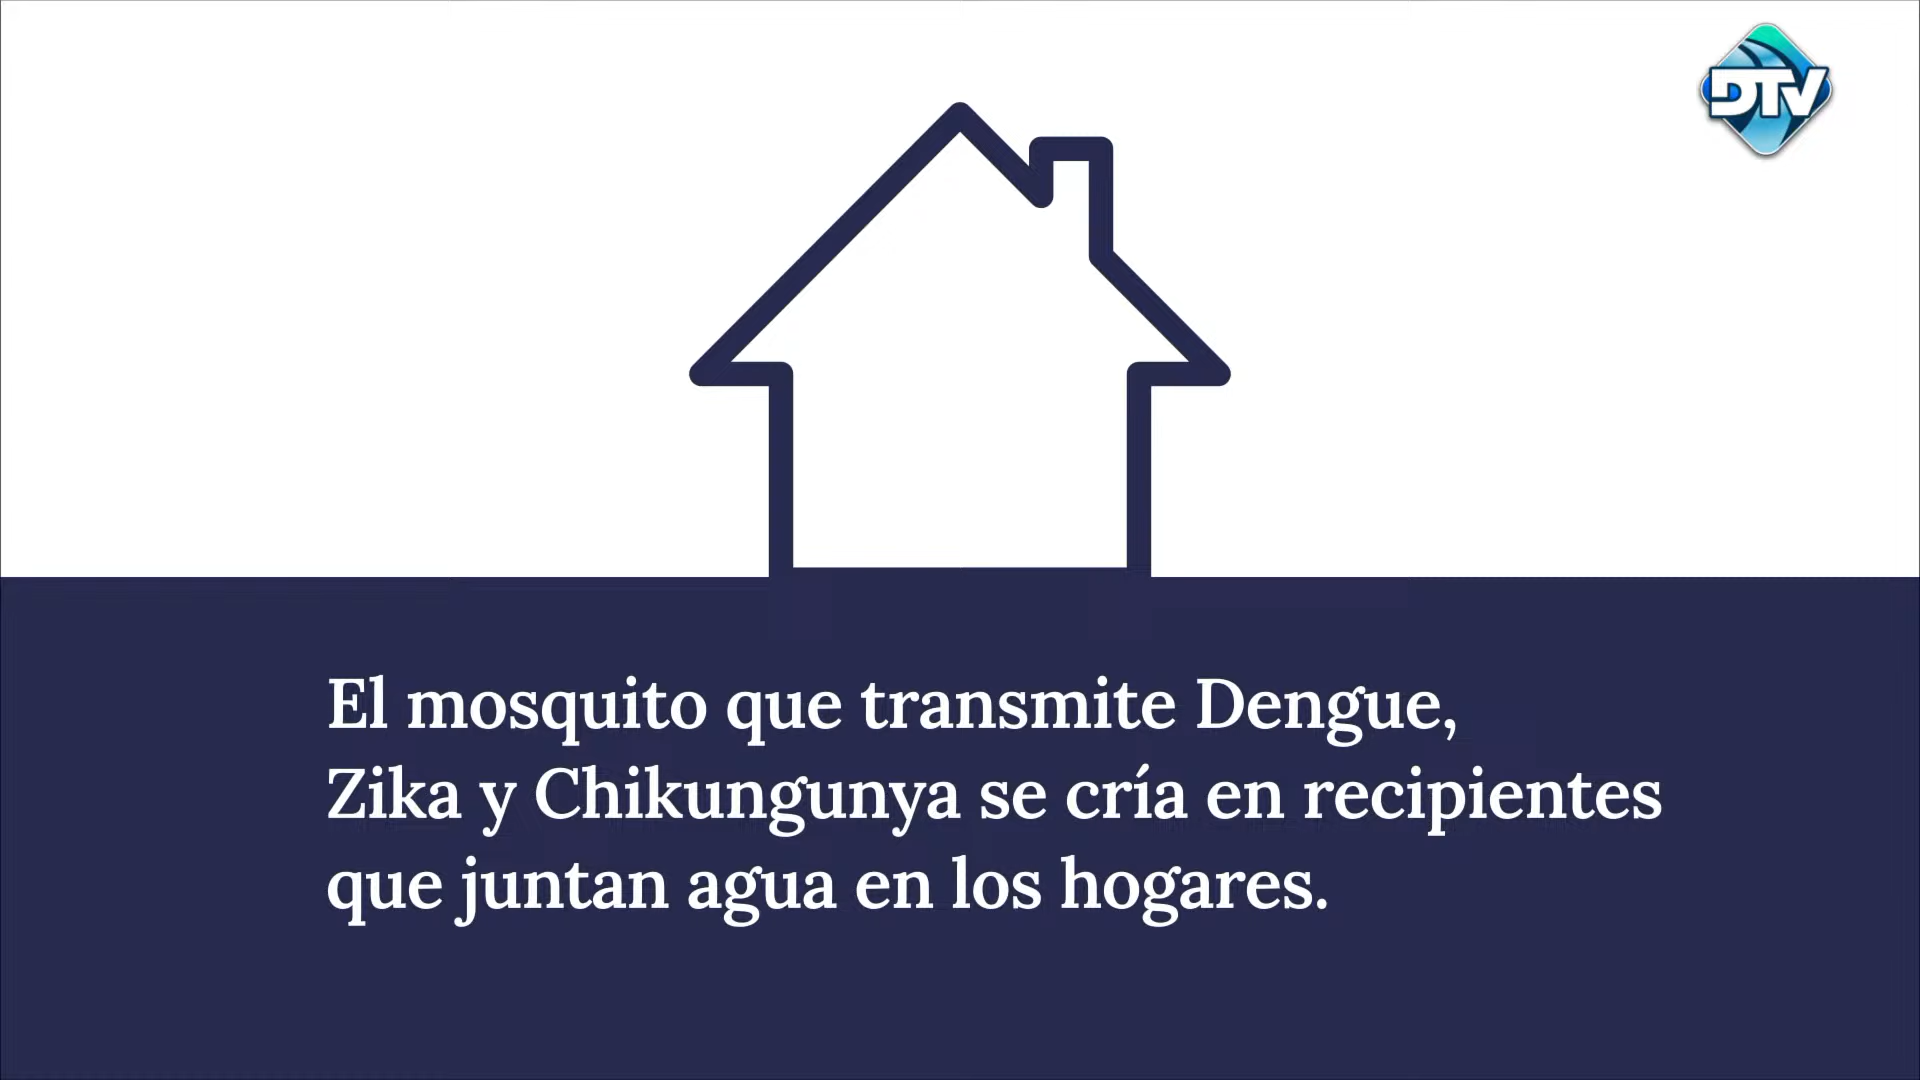 DTV
El mosquito que transmite Dengue,
Zika y Chikungunya se cría en recipientes
que juntan agua en los hogares.